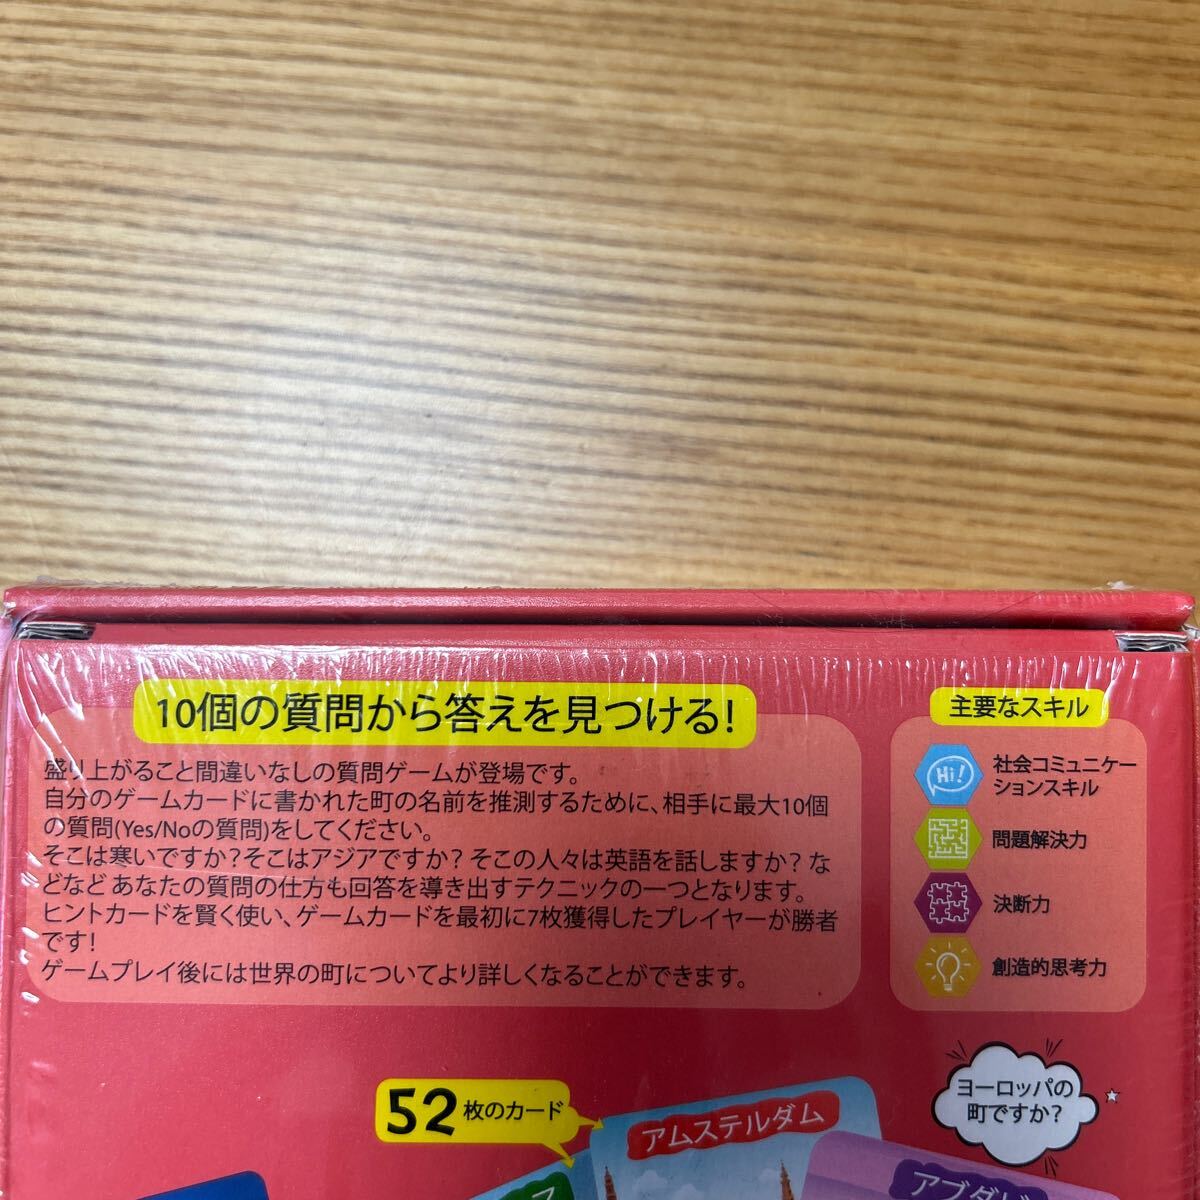 10個の質問から答えを見つける!
盛り上がること間違いなしの質問ゲームが登場です。
自分のゲームカードに書かれた町の名前を推測するために、相手に最大10個
の質問(Yes/Noの質問)をしてください。
そこは寒いですか?そこはアジアですか? そこの人々は英語を話しますか? な
どなど あなたの質問の仕方も回答を導き出すテクニックの一つとなります。
ヒントカードを賢く使い、ゲームカードを最初に7枚獲得したプレイヤーが勝者
です!
ゲームプレイ後には世界の町についてより詳しくなることができます。
主要なスキル
Hi!
社会コミュニケー
ションスキル
問題解決力
決断力
創造的思考力
ヨーロッパの
町ですか?
52枚のカード
アムステルダム
アブダビ